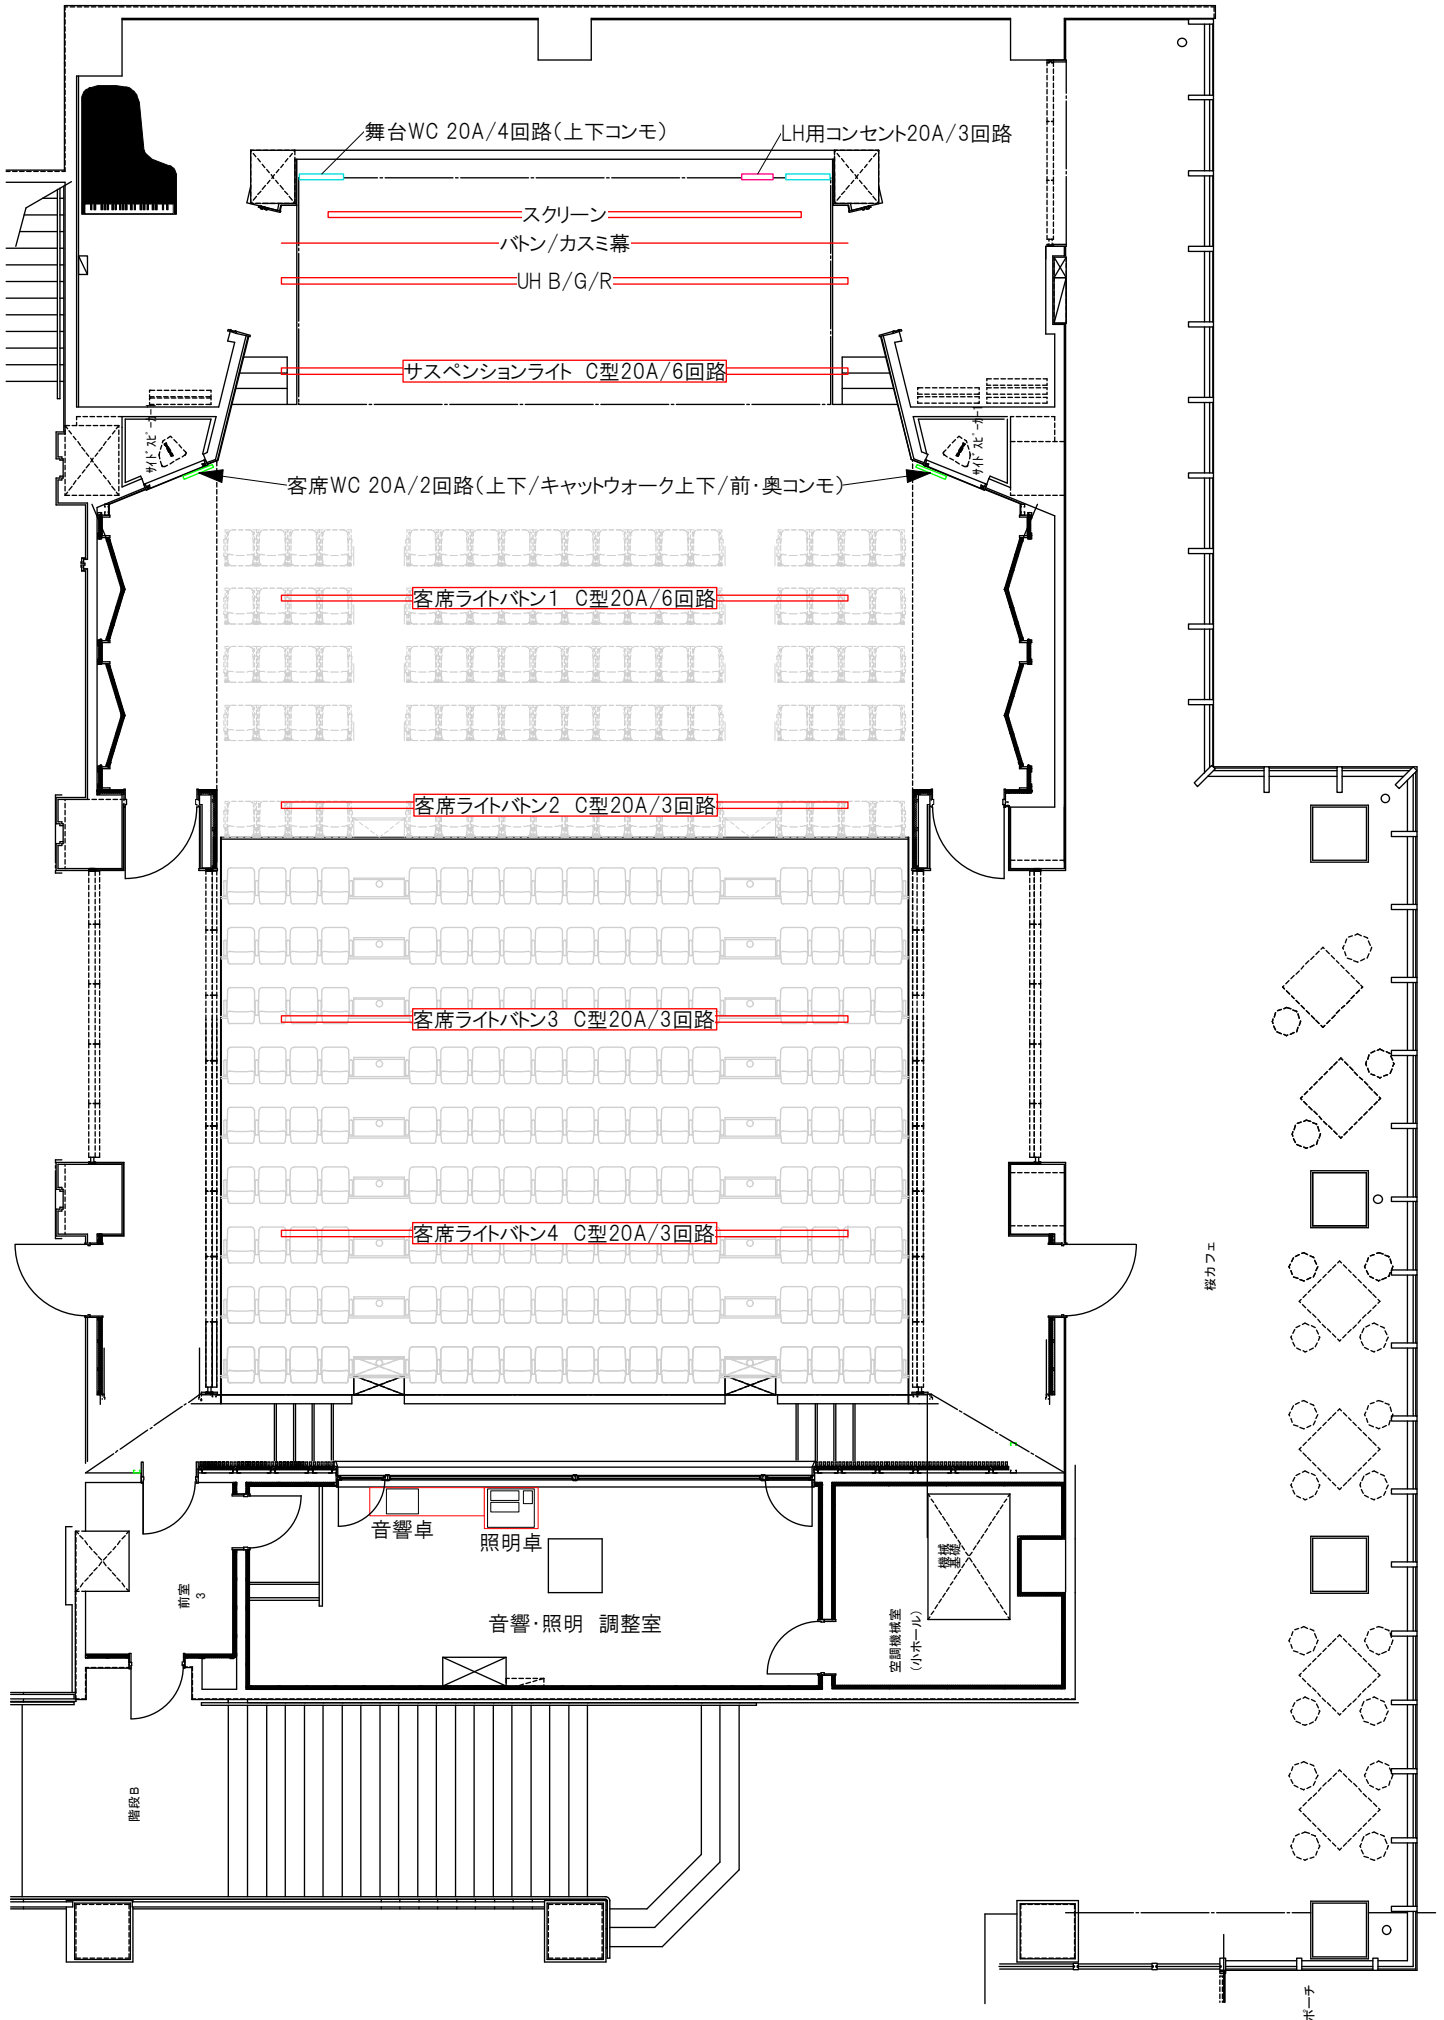 舞台WC 20A/4回路(上下コンモ)
LH用コンセント20A/3回路
スクリーン
バトン/カスミ幕
UH B/G/R
サスペンションライト C型20A/6回路
サイドスピーカー
サイドスピーカー
客席WC 20A/2回路(上下/キャットウォーク上下/前・奥コンモ)
客席ライトバトン1 C型20A/6回路
客席ライトバトン2 C型20A/3回路
客席ライトバトン3 C型20A/3回路
客席ライトバトン4 C型20A/3回路
桜カフェ
音響卓
照明卓
機械
基礎
前室
3
音響・照明 調整室
空調機械室
(小ホール)
階段B
ポーチ